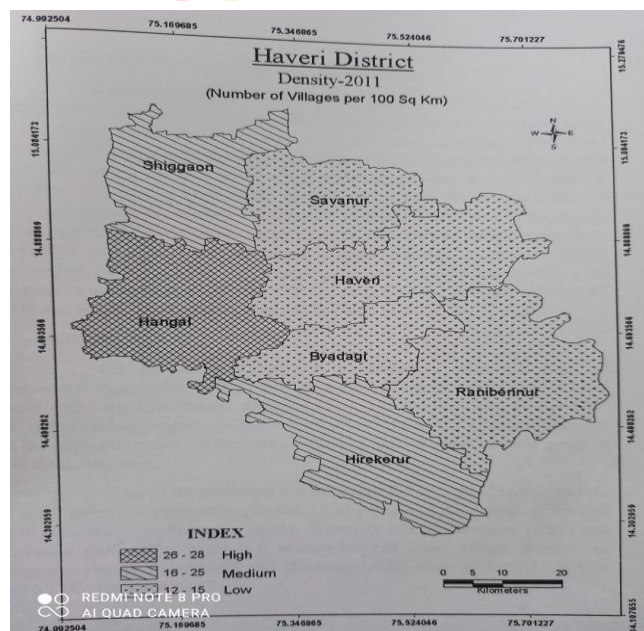 74.992504 75.169685 75.346865 75.524046 75.701227
Haveri District
Density-2011
(Number of Villages per 100 Sq Km)
15.270476
15.084173
15.084173
N
W E
S
Shiggaon
Savanur
14.888869
14.888869
Haveri
Hangal
14.693566
14.693566
Byadagi
Ranibennur
14.498262
14.498262
Hirekerur
14.302959
14.302959
INDEX
26 - 28 High
16 - 25 Medium
12 - 15 Low
0 5 10 20
Kilometers
REDMI NOTE 8 PRO
AI QUAD CAMERA
74.992504 75.169685 75.346865 75.524046 75.701227
14.107655